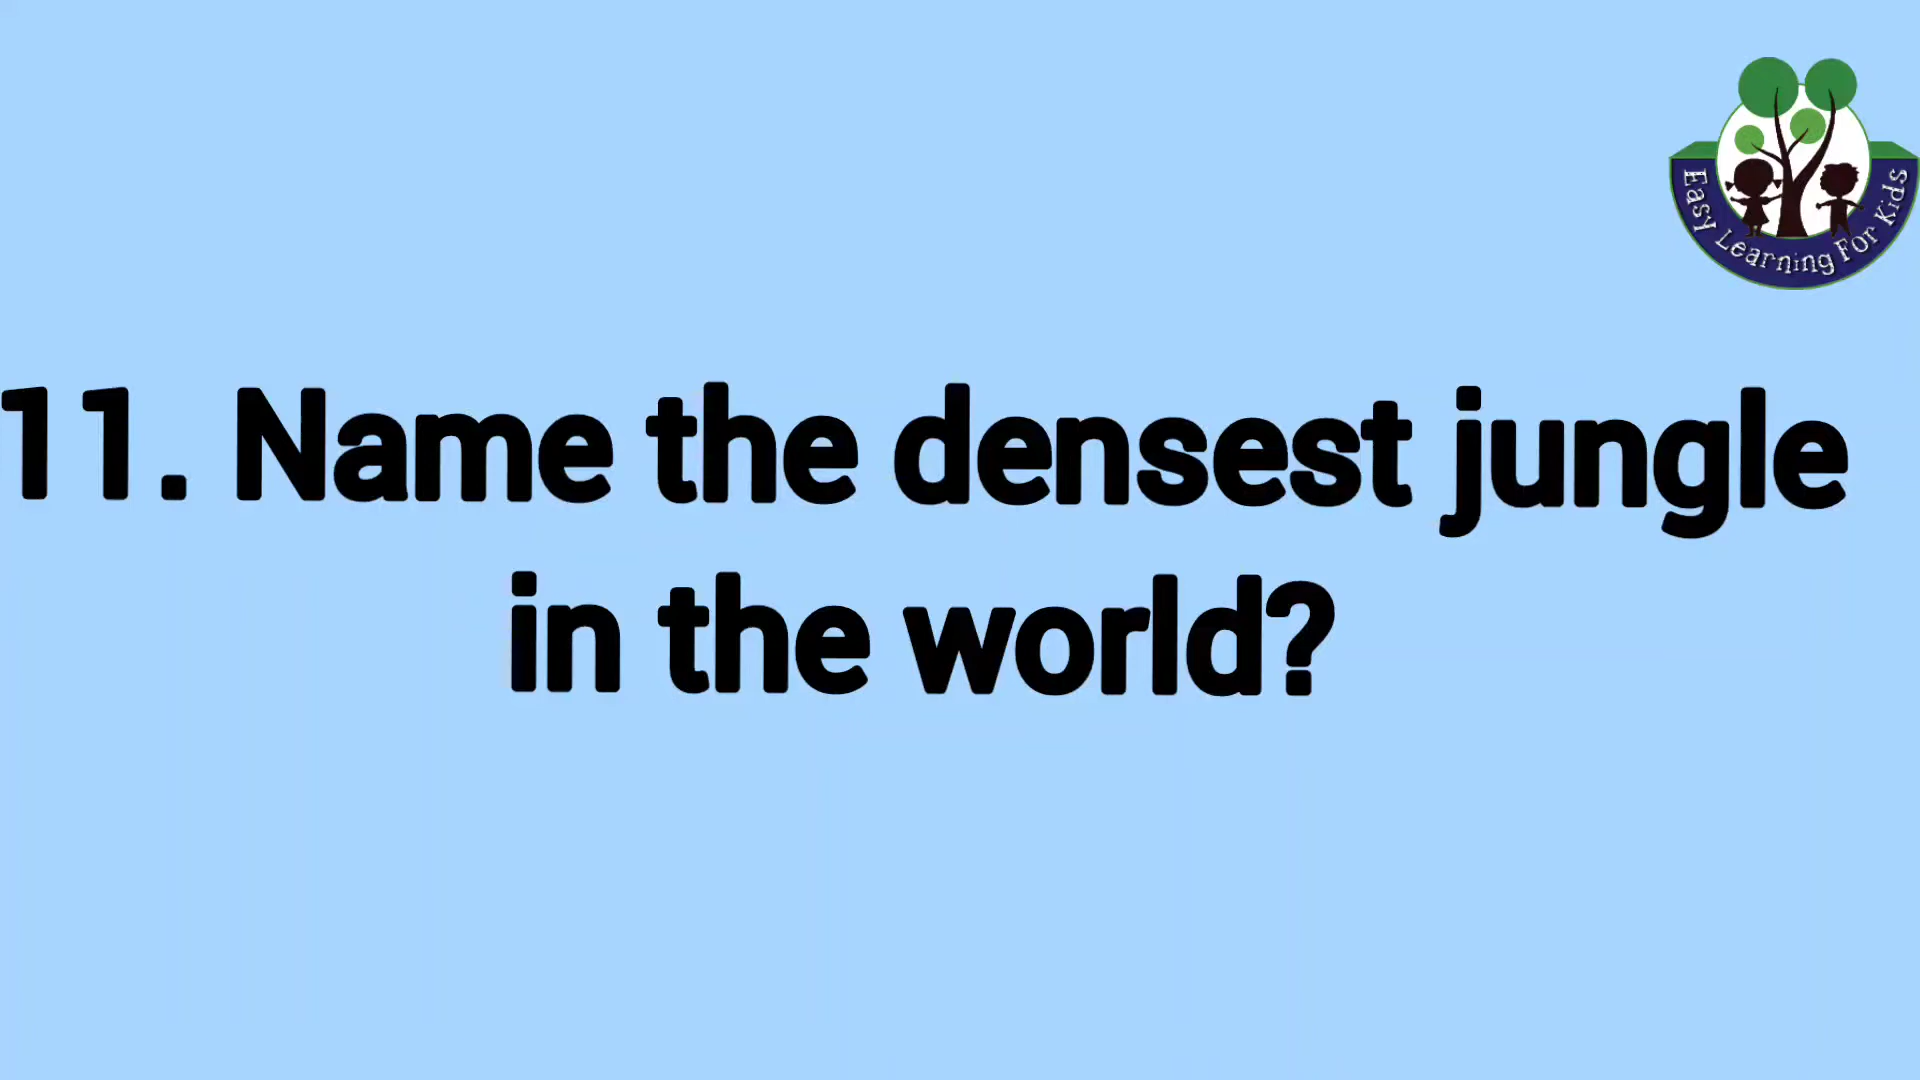 Easy Learning For Kids
11. Name the densest jungle
in the world?